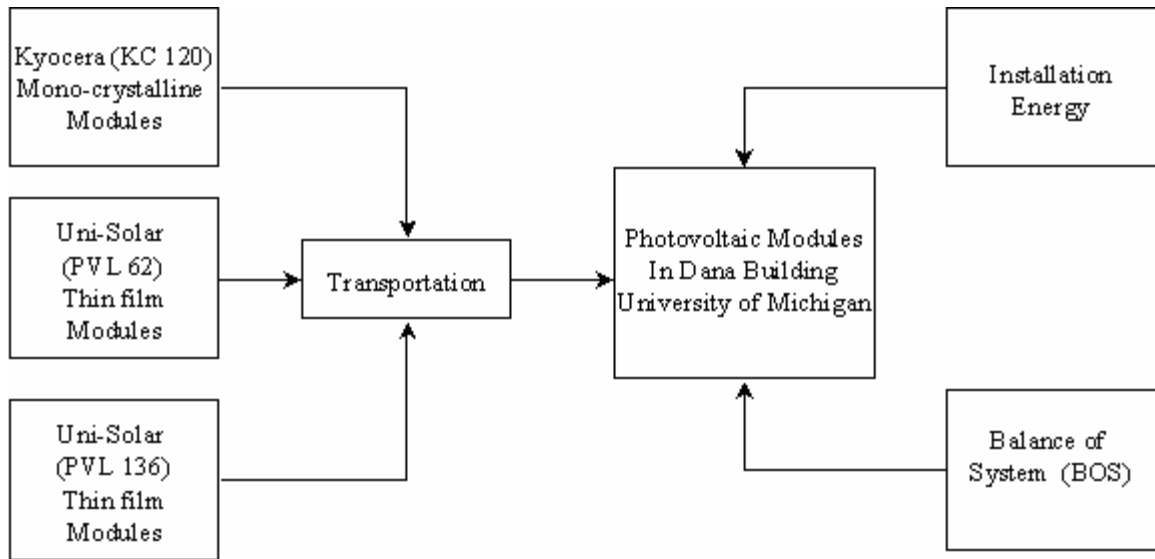 Kyocera (KC 120)
Mono-crystalline
Modules
Uni-Solar
(PVL 62)
Thin film
Modules
Uni-Solar
(PVL 136)
Thin film
Modules
Transportation
Photovoltaic Modules
In Dana Building
University of Michigan
Installation
Energy
Balance of
System (BOS)